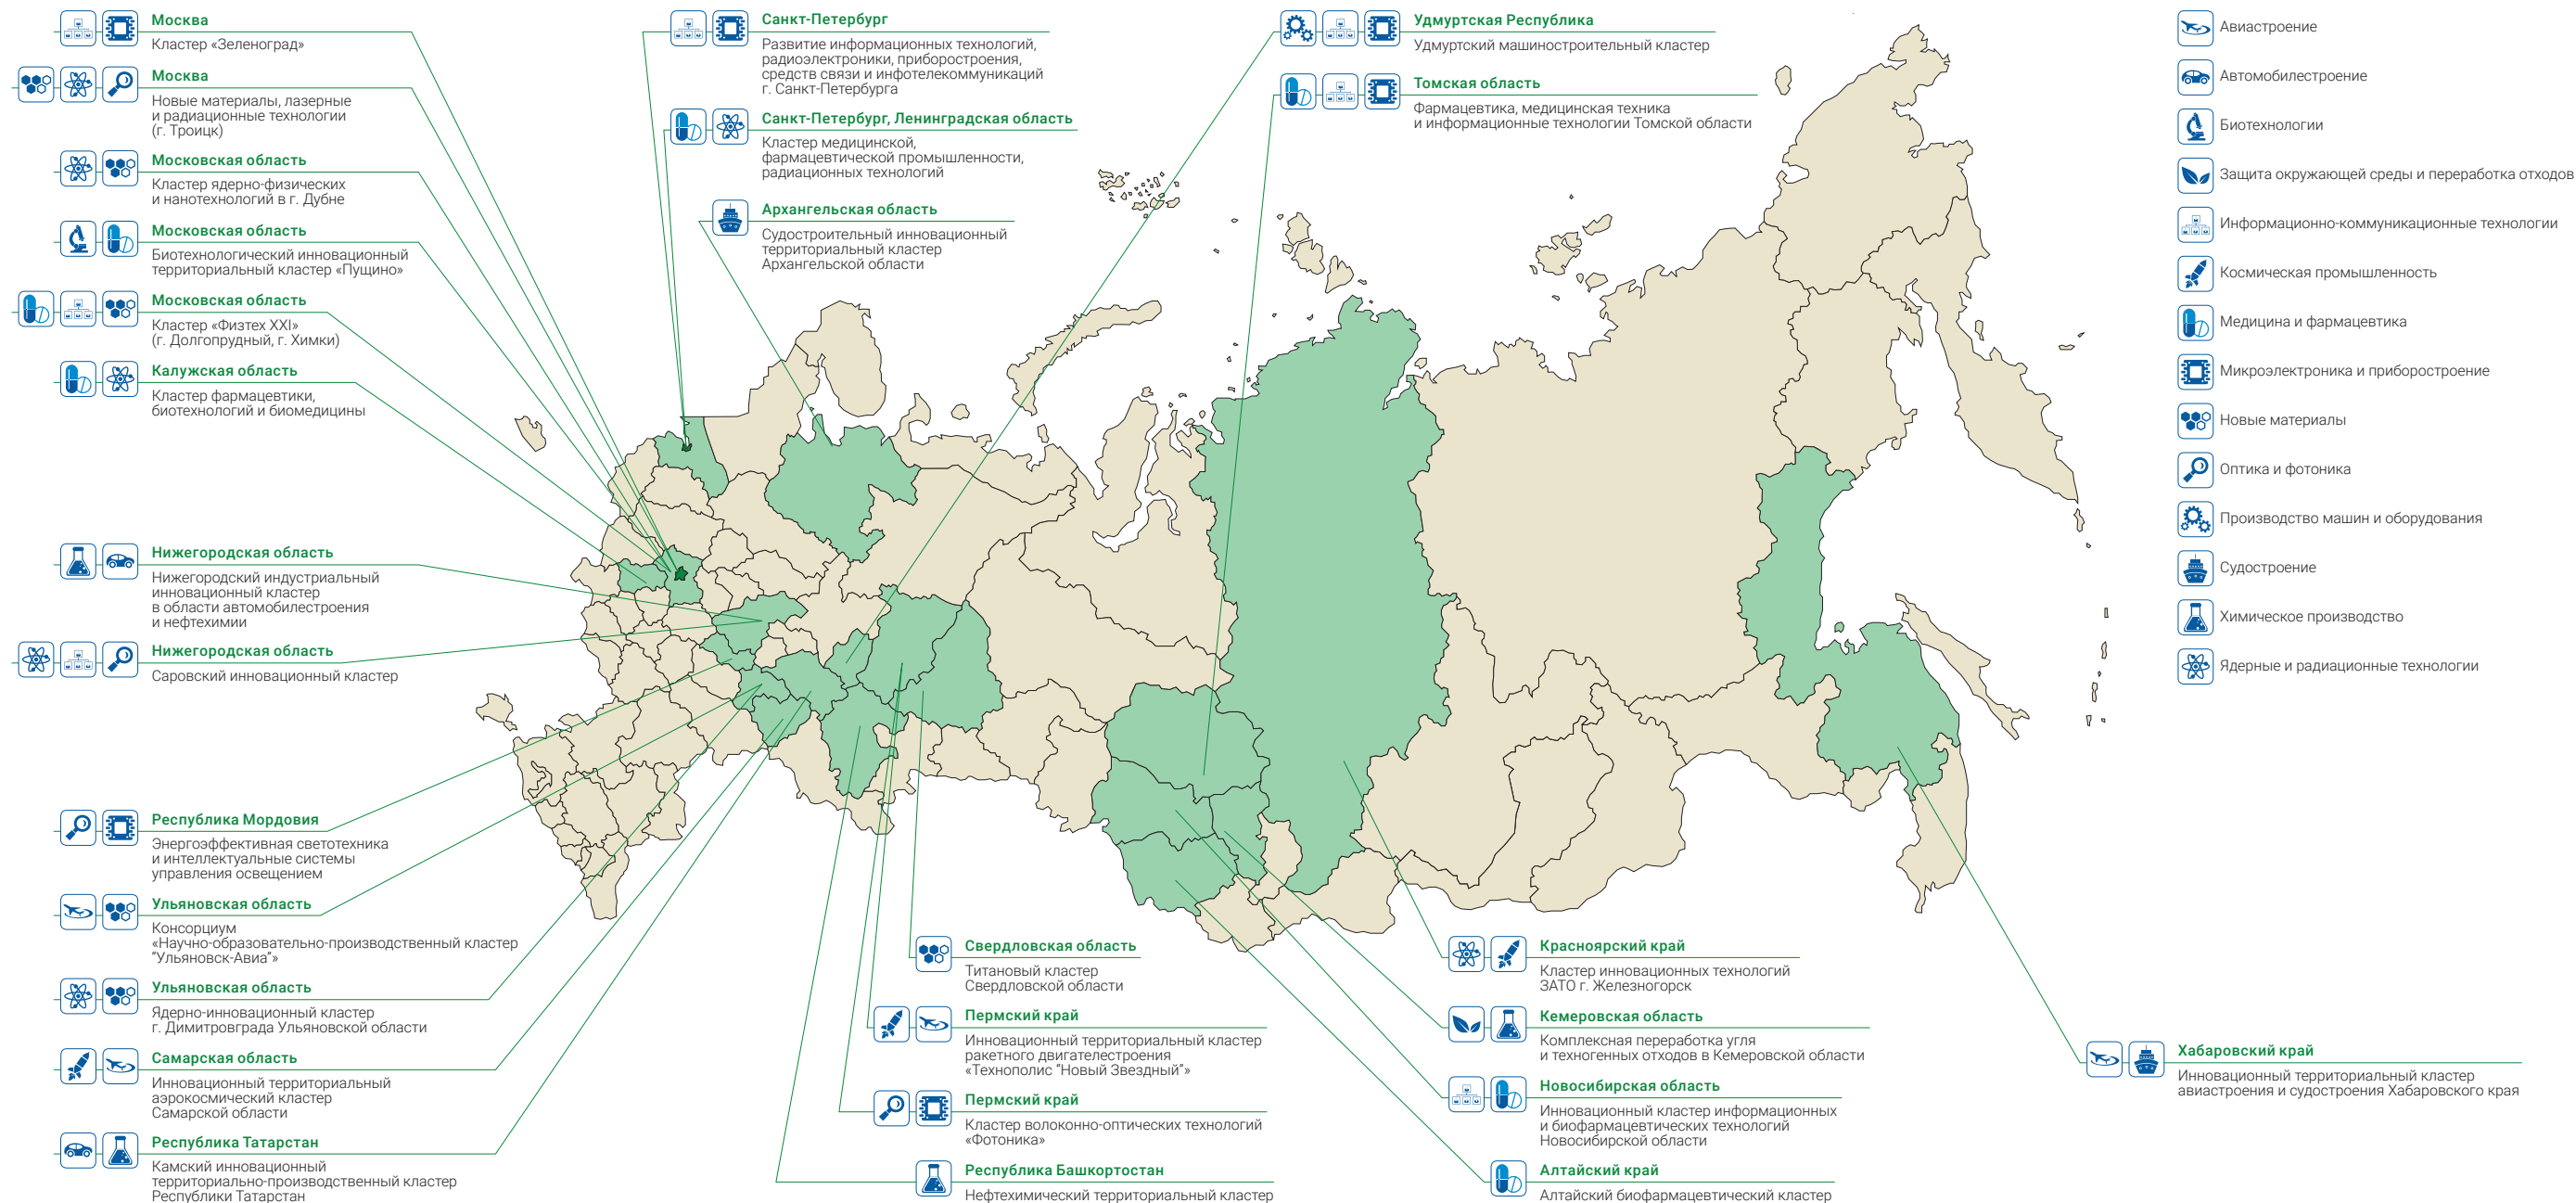 Москва
Кластер «Зеленоград»
Москва
Новые материалы, лазерные
и радиационные технологии
(г. Троицк)
Московская область
Кластер ядерно-физических
и нанотехнологий в г. Дубне
Московская область
Биотехнологический инновационный
территориальный кластер «Пущино»
Московская область
Кластер «Физтех XXI»
(г. Долгопрудный, г. Химки)
Калужская область
Кластер фармацевтики,
биотехнологий и биомедицины
Нижегородская область
Нижегородский индустриальный
инновационный кластер
в области автомобилестроения
и нефтехимии
Нижегородская область
Саровский инновационный кластер
Республика Мордовия
Энергоэффективная светотехника
и интеллектуальные системы
управления освещением
Ульяновская область
Консорциум
«Научно-образовательно-производственный кластер
"Ульяновск-Авиа"»
Ульяновская область
Ядерно-инновационный кластер
г. Димитровграда Ульяновской области
Самарская область
Инновационный территориальный
аэрокосмический кластер
Самарской области
Республика Татарстан
Камский инновационный
территориально-производственный кластер
Республики Татарстан
Санкт-Петербург
Развитие информационных технологий,
радиоэлектроники, приборостроения,
средств связи и инфотелекоммуникаций
г. Санкт-Петербурга
Санкт-Петербург, Ленинградская область
Кластер медицинской,
фармацевтической промышленности,
радиационных технологий
Архангельская область
Судостроительный инновационный
территориальный кластер
Архангельской области
Удмуртская Республика
Удмуртский машиностроительный кластер
Томская область
Фармацевтика, медицинская техника
и информационные технологии Томской области
Свердловская область
Титановый кластер
Свердловской области
Пермский край
Инновационный территориальный кластер
ракетного двигателестроения
«Технополис "Новый Звездный"»
Пермский край
Кластер волоконно-оптических технологий
«Фотоника»
Республика Башкортостан
Нефтехимический территориальный кластер
Красноярский край
Кластер инновационных технологий
ЗАТО г. Железногорск
Кемеровская область
Комплексная переработка угля
и техногенных отходов в Кемеровской области
Новосибирская область
Инновационный кластер информационных
и биофармацевтических технологий
Новосибирской области
Алтайский край
Алтайский биофармацевтический кластер
Хабаровский край
Инновационный территориальный кластер
авиастроения и судостроения Хабаровского края
Авиастроение
Автомобилестроение
Биотехнологии
Защита окружающей среды и переработка отходов
Информационно-коммуникационные технологии
Космическая промышленность
Медицина и фармацевтика
Микроэлектроника и приборостроение
Новые материалы
Оптика и фотоника
Производство машин и оборудования
Судостроение
Химическое производство
Ядерные и радиационные технологии